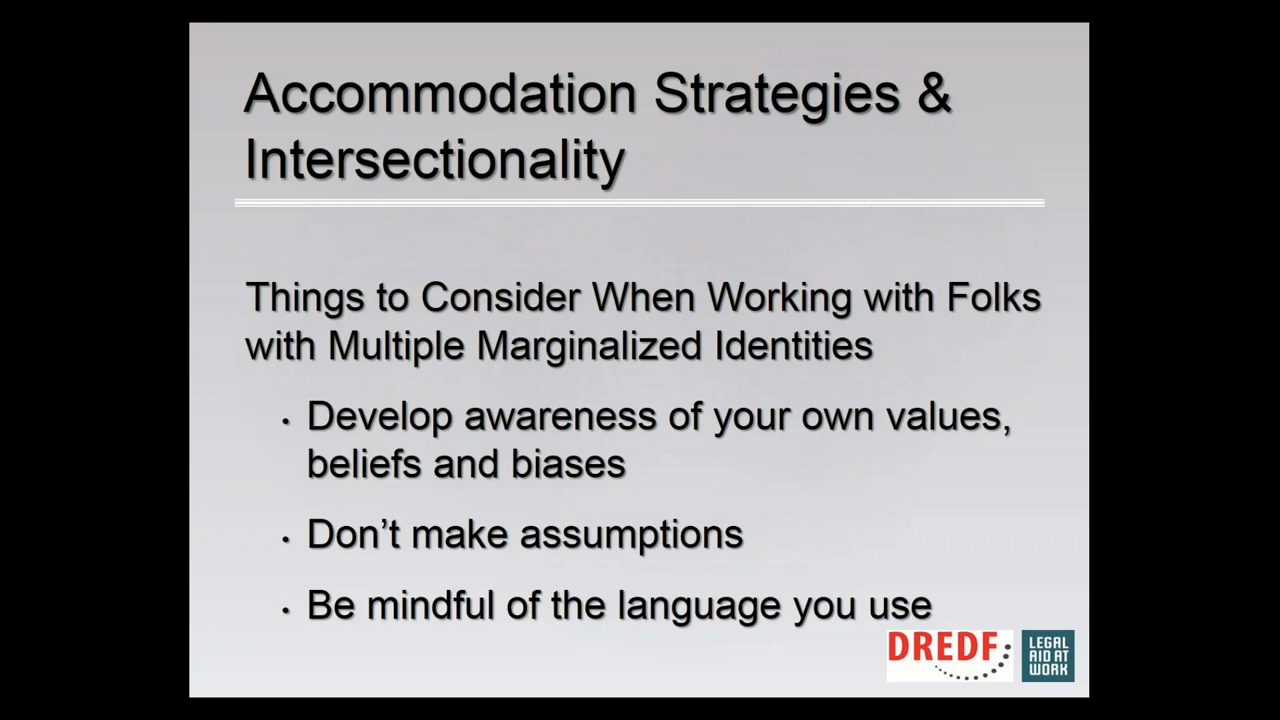 Accommodation Strategies &
Intersectionality
Things to Consider When Working with Folks
with Multiple Marginalized Identities
• Develop awareness of your own values,
beliefs and biases
• Don’t make assumptions
• Be mindful of the language you use
DREDF
LEGAL
AID AT
WORK